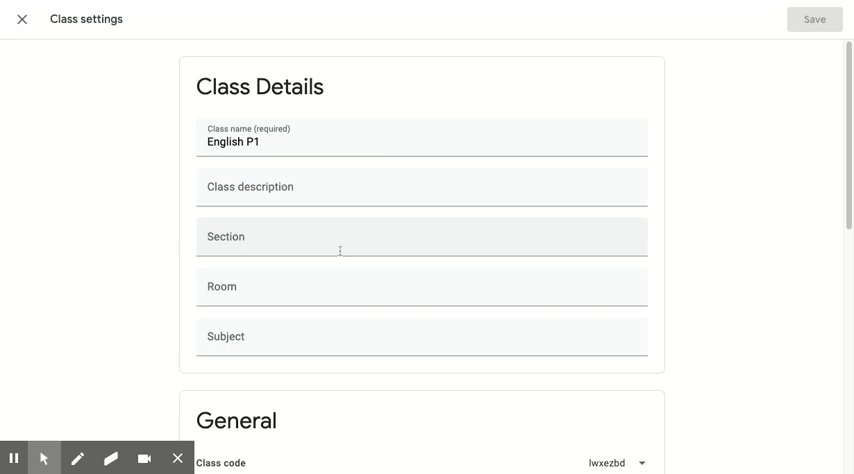 Class settings
Save
Class Details
Class name (required)
English P1
Class description
Section
Room
Subject
General
Class code
lwxezbd